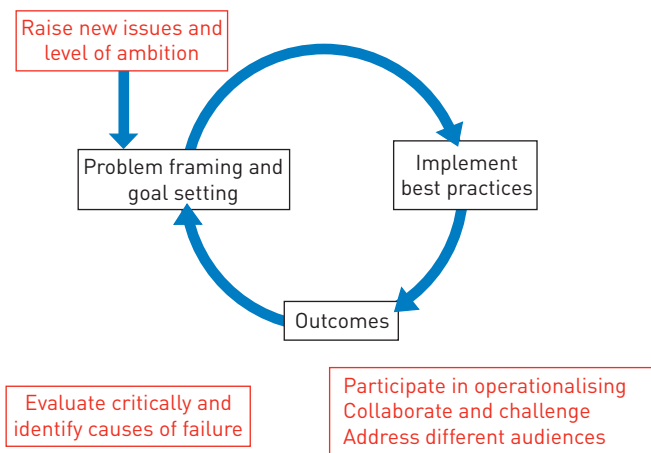 Raise new issues and
level of ambition
Problem framing and
goal setting
Implement
best practices
Outcomes
Evaluate critically and
identify causes of failure
Participate in operationalising
Collaborate and challenge
Address different audiences